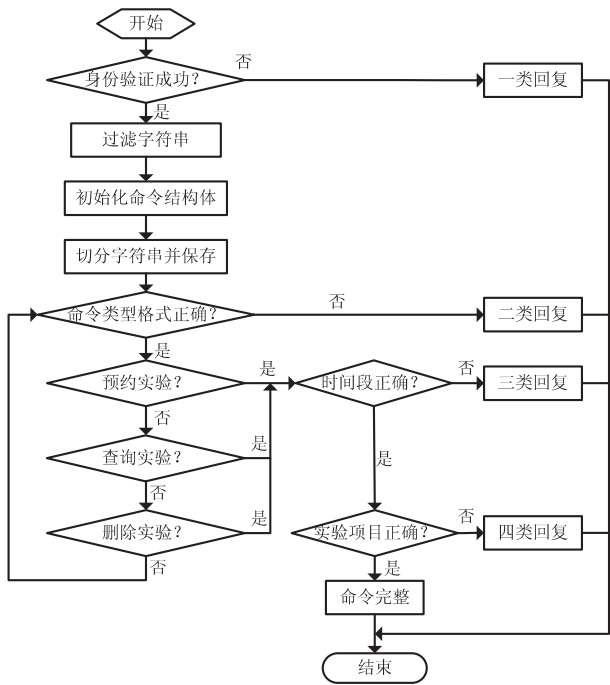 开始
否
身份验证成功?
一类回复
是
过滤字符串
初始化命令结构体
切分字符串并保存
否
命令类型格式正确?
二类回复
是
是
否
预约实验?
时间段正确?
三类回复
否
是
查询实验?
是
否
是
否
删除实验?
实验项目正确?
四类回复
否
是
命令完整
结束